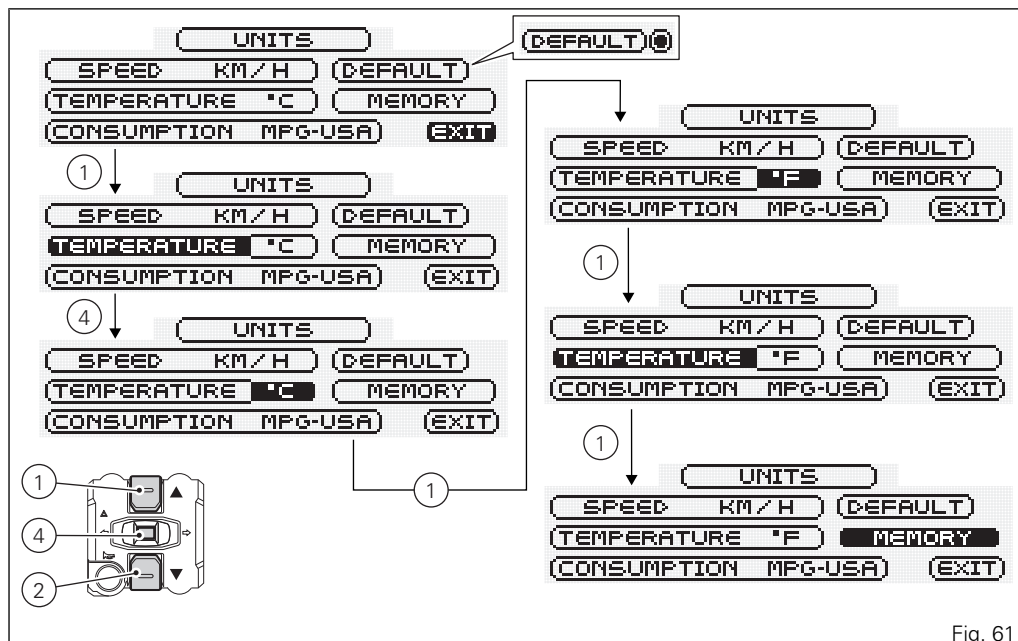 UNITS
SPEED KM/H DEFAULT
TEMPERATURE °C MEMORY
CONSUMPTION MPG-USA EXIT
DEFAULT
1
UNITS
SPEED KM/H DEFAULT
TEMPERATURE °C MEMORY
CONSUMPTION MPG-USA EXIT
4
UNITS
SPEED KM/H DEFAULT
TEMPERATURE °C MEMORY
CONSUMPTION MPG-USA EXIT
1
UNITS
SPEED KM/H DEFAULT
TEMPERATURE °F MEMORY
CONSUMPTION MPG-USA EXIT
1
UNITS
SPEED KM/H DEFAULT
TEMPERATURE °F MEMORY
CONSUMPTION MPG-USA EXIT
1
UNITS
SPEED KM/H DEFAULT
TEMPERATURE °F MEMORY
CONSUMPTION MPG-USA EXIT
1
4
2
Fig. 61